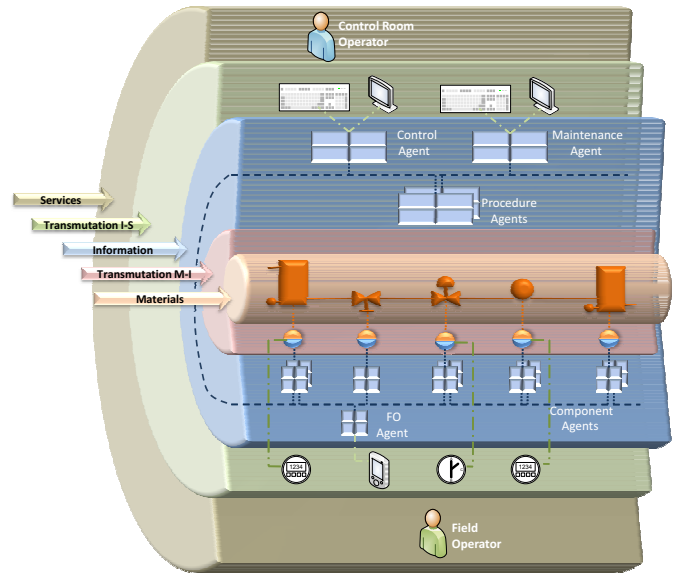 Control Room
Operator
Control
Agent
Maintenance
Agent
Services
Procedure
Agents
Transmutation I-S
Information
Transmutation M-I
Materials
FO
Agent
Component
Agents
1234
1234
Field
Operator